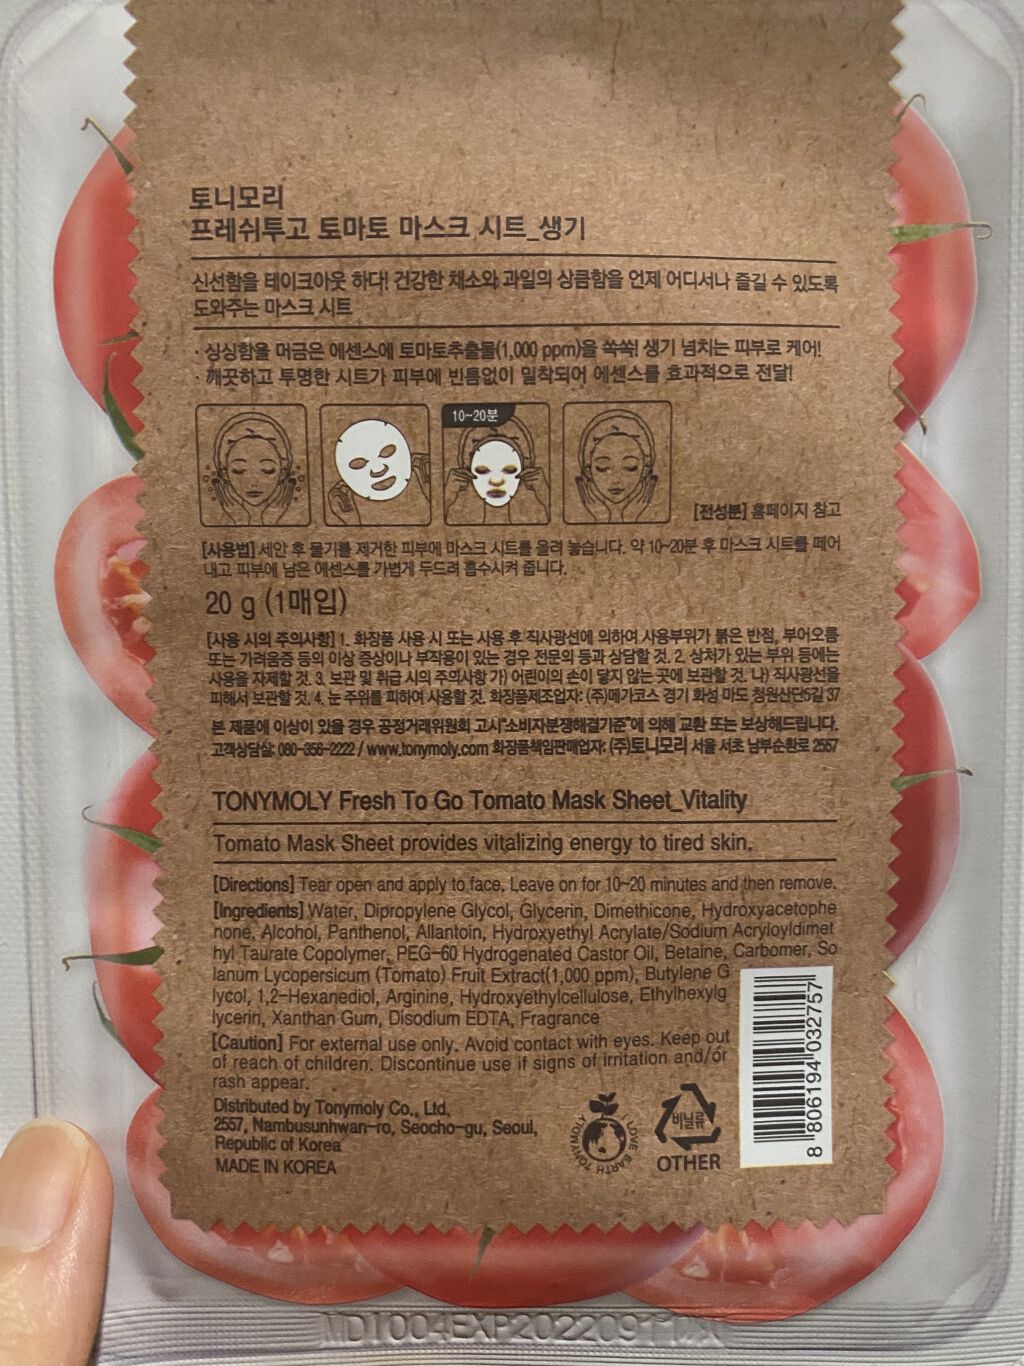 토니모리
프레쉬투고 토마토 마스크 시트_생기
신선함을 테이크아웃 하다! 건강한 채소와 과일의 상큼함을 언제 어디서나 즐길 수 있도록
도와주는 마스크 시트
· 싱싱함을 머금은 에센스에 토마토추출물(1,000 ppm)을 쏙쏙! 생기 넘치는 피부로 케어!
· 깨끗하고 투명한 시트가 피부에 빈틈없이 밀착되어 에센스를 효과적으로 전달!
10~20분
[전성분] 홈페이지 참고
[사용법] 세안 후 물기를 제거한 피부에 마스크 시트를 올려 놓습니다. 약 10~20분 후 마스크 시트를 떼어
내고 피부에 남은 에센스를 가볍게 두드려 흡수시켜 줍니다.
20 g (1매입)
[사용 시의 주의사항] 1. 화장품 사용 시 또는 사용 후 직사광선에 의하여 사용부위가 붉은 반점, 부어오름
또는 가려움증 등의 이상 증상이나 부작용이 있는 경우 전문의 등과 상담할 것. 2. 상처가 있는 부위 등에는
사용을 자제할 것. 3. 보관 및 취급 시의 주의사항 가) 어린이의 손이 닿지 않는 곳에 보관할 것. 나) 직사광선을
피해서 보관할 것. 4. 눈 주위를 피하여 사용할 것. 화장품제조업자: (주)메가코스 경기 화성 마도 청원산단5길 37
본 제품에 이상이 있을 경우 공정거래위원회 고시"소비자분쟁해결기준"에 의해 교환 또는 보상해드립니다.
고객상담실: 080-356-2222 / www.tonymoly.com 화장품책임판매업자: (주)토니모리 서울 서초 남부순환로 2557
TONYMOLY Fresh To Go Tomato Mask Sheet_Vitality
Tomato Mask Sheet provides vitalizing energy to tired skin.
[Directions] Tear open and apply to face. Leave on for 10~20 minutes and then remove.
[Ingredients] Water, Dipropylene Glycol, Glycerin, Dimethicone, Hydroxyacetophe
none, Alcohol, Panthenol, Allantoin, Hydroxyethyl Acrylate/Sodium Acryloyldimet
hyl Taurate Copolymer, PEG-60 Hydrogenated Castor Oil, Betaine, Carbomer, So
lanum Lycopersicum (Tomato) Fruit Extract(1,000 ppm), Butylene G
lycol, 1,2-Hexanediol, Arginine, Hydroxyethylcellulose, Ethylhexylg
lycerin, Xanthan Gum, Disodium EDTA, Fragrance
[Caution] For external use only. Avoid contact with eyes. Keep out
of reach of children. Discontinue use if signs of irritation and/or
rash appear.
Distributed by Tonymoly Co., Ltd.
2557, Nambusunhwan-ro, Seocho-gu, Seoul,
Republic of Korea
MADE IN KOREA
TONYMOLY I LOVE EARTH
비닐류
OTHER
8 806194 032757
MD1004EXP20220911